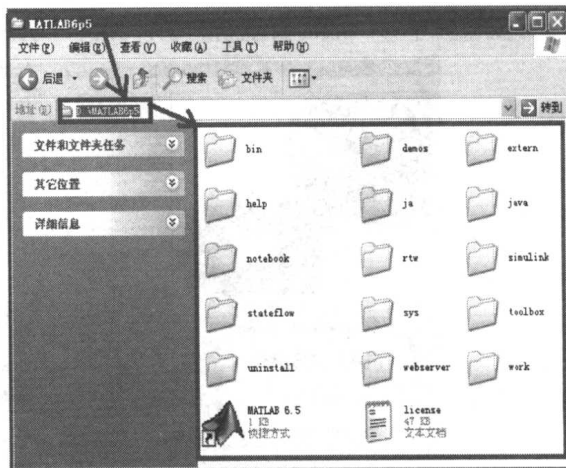 MATLAB6p5
文件(F) 编辑(E) 查看(V) 收藏(A) 工具(T) 帮助(H)
后退 搜索 文件夹
地址(D) D:\MATLAB6p5 转到
文件和文件夹任务
其它位置
详细信息
bin demos extern
help ja java
notebook rtw simulink
stateflow sys toolbox
uninstall webserver work
MATLAB 6.5 license
1 KB 47 KB
快捷方式 文本文档